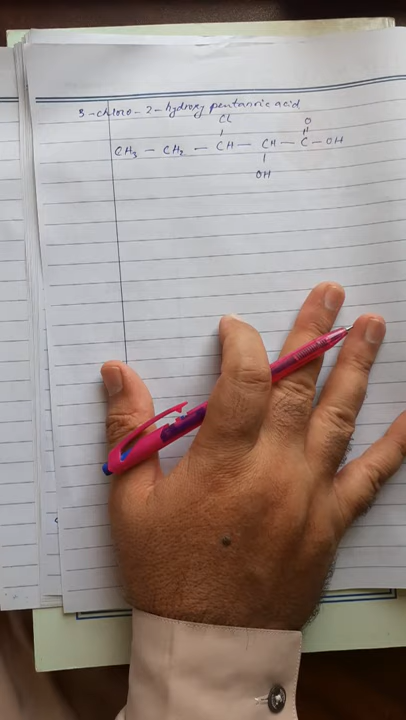 3-chloro-2-hydroxy pentanoic acid
Cl O
CH₃ — CH₂ — CH — CH — C — OH
OH